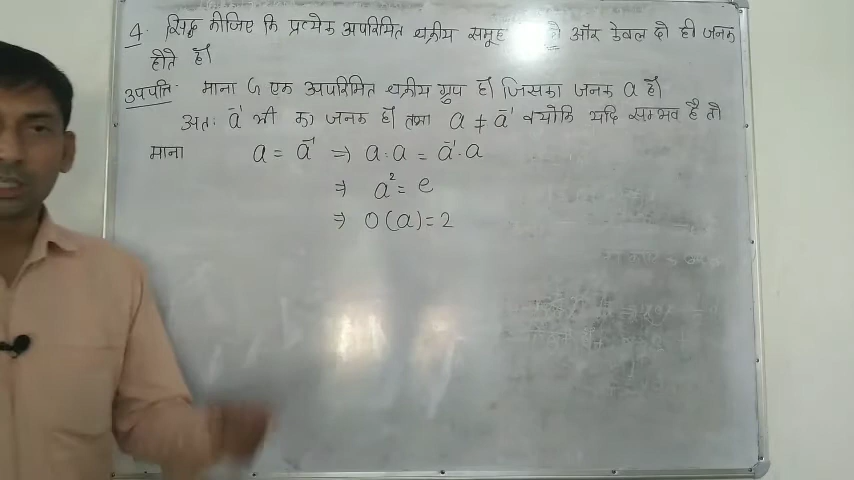 4. सिद्ध कीजिए कि प्रत्येक अपरिमित चक्रीय समूह के दो और केवल दो ही जनक
होते हैं।
उपपत्ति- माना G एक अपरिमित चक्रीय ग्रुप है। जिसका जनक a है।
अतः a⁻¹ भी का जनक है। तथा a ≠ a⁻¹ क्योकि यदि सम्भव है तो
माना a = a⁻¹ ⇒ a·a = a⁻¹·a
⇒ a² = e
⇒ O(a) = 2